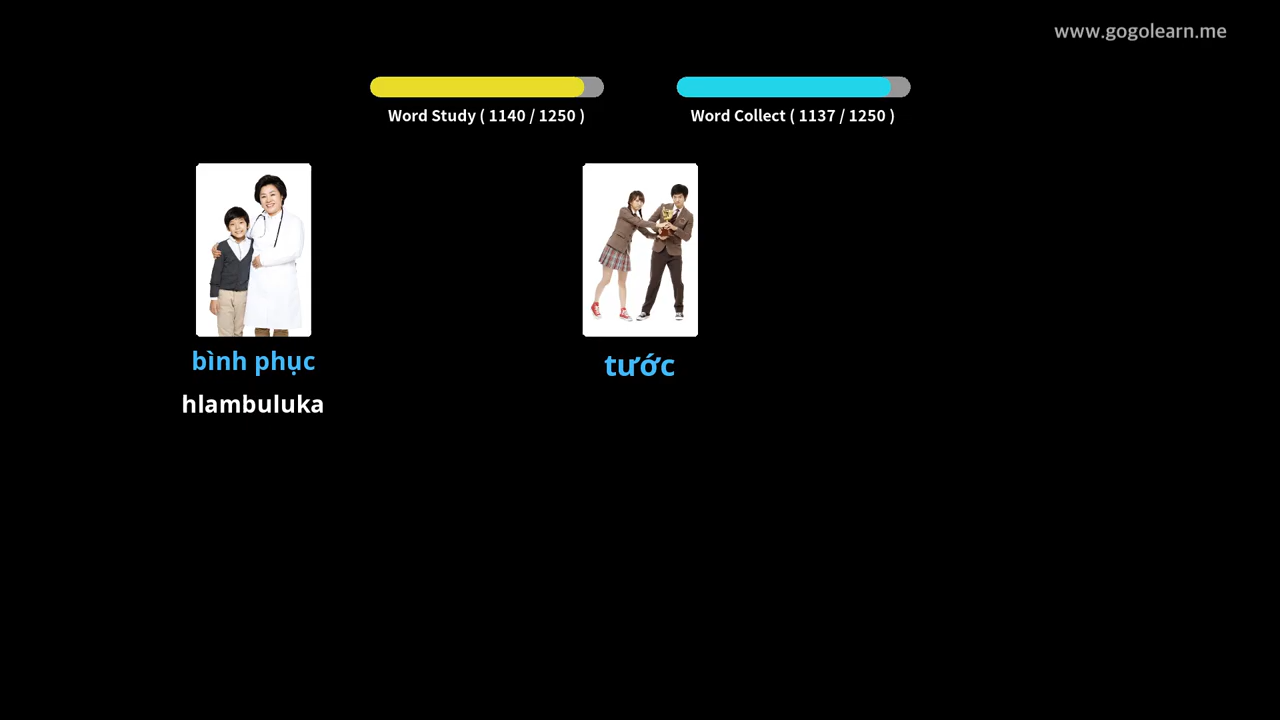 www.gogolearn.me
Word Study ( 1140 / 1250 )
Word Collect ( 1137 / 1250 )
bình phục
tước
hlambuluka